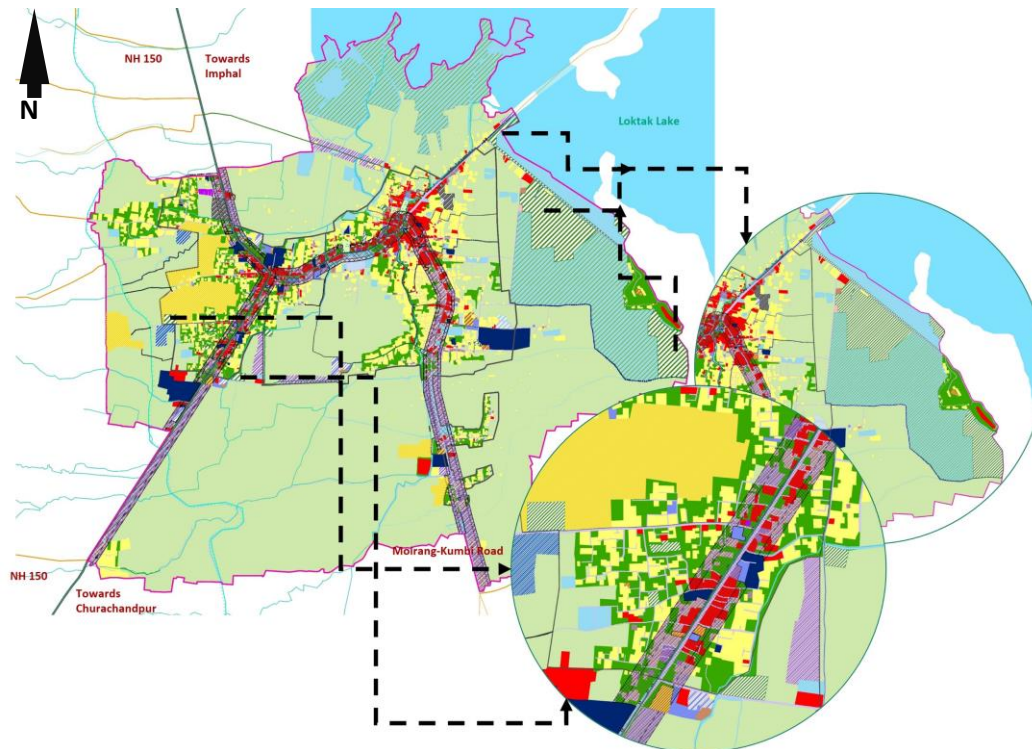 NH 150
Towards
Imphal
N
Loktak Lake
Moirang-Kumbi Road
NH 150
Towards
Churachandpur